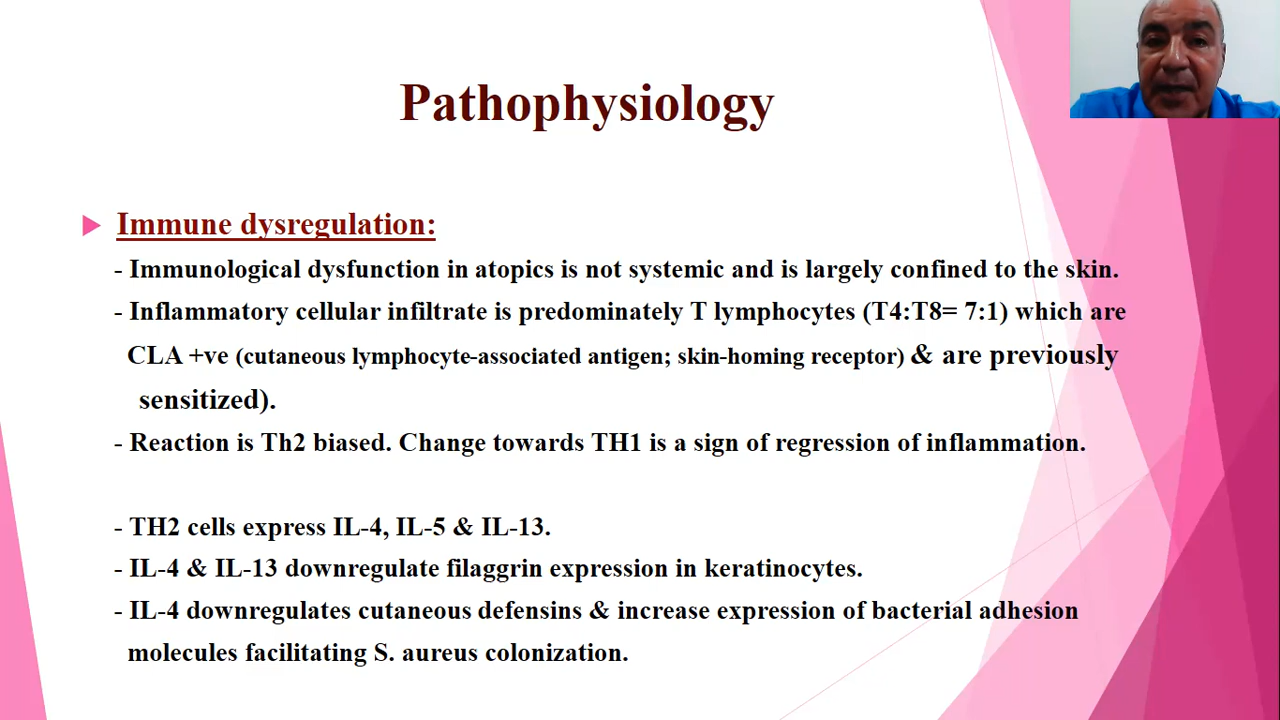 Pathophysiology
Immune dysregulation:
- Immunological dysfunction in atopics is not systemic and is largely confined to the skin.
- Inflammatory cellular infiltrate is predominately T lymphocytes (T4:T8= 7:1) which are
CLA +ve (cutaneous lymphocyte-associated antigen; skin-homing receptor) & are previously
sensitized).
- Reaction is Th2 biased. Change towards TH1 is a sign of regression of inflammation.
- TH2 cells express IL-4, IL-5 & IL-13.
- IL-4 & IL-13 downregulate filaggrin expression in keratinocytes.
- IL-4 downregulates cutaneous defensins & increase expression of bacterial adhesion
molecules facilitating S. aureus colonization.